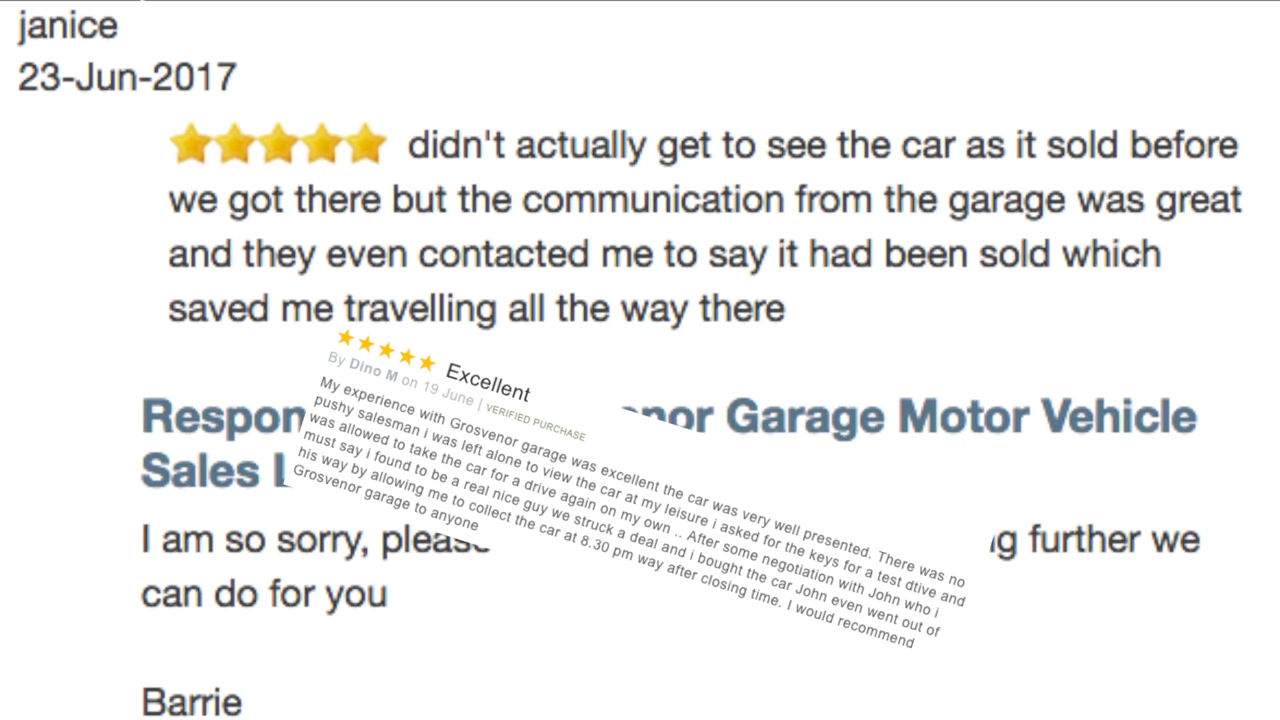 janice
23-Jun-2017
didn't actually get to see the car as it sold before
we got there but the communication from the garage was great
and they even contacted me to say it had been sold which
saved me travelling all the way there
Excellent
By Dino M on 19 June | VERIFIED PURCHASE
My experience with Grosvenor garage was excellent the car was very well presented. There was no
pushy salesman i was left alone to view the car at my leisure i asked for the keys for a test dtive and
was allowed to take the car for a drive again on my own .. After some negotiation with John who i
must say i found to be a real nice guy we struck a deal and i bought the car John even went out of
his way by allowing me to collect the car at 8.30 pm way after closing time. I would recommend
Grosvenor garage to anyone
Garage Motor Vehicle
Sales
I am so sorry, further we
can do for you
Barrie